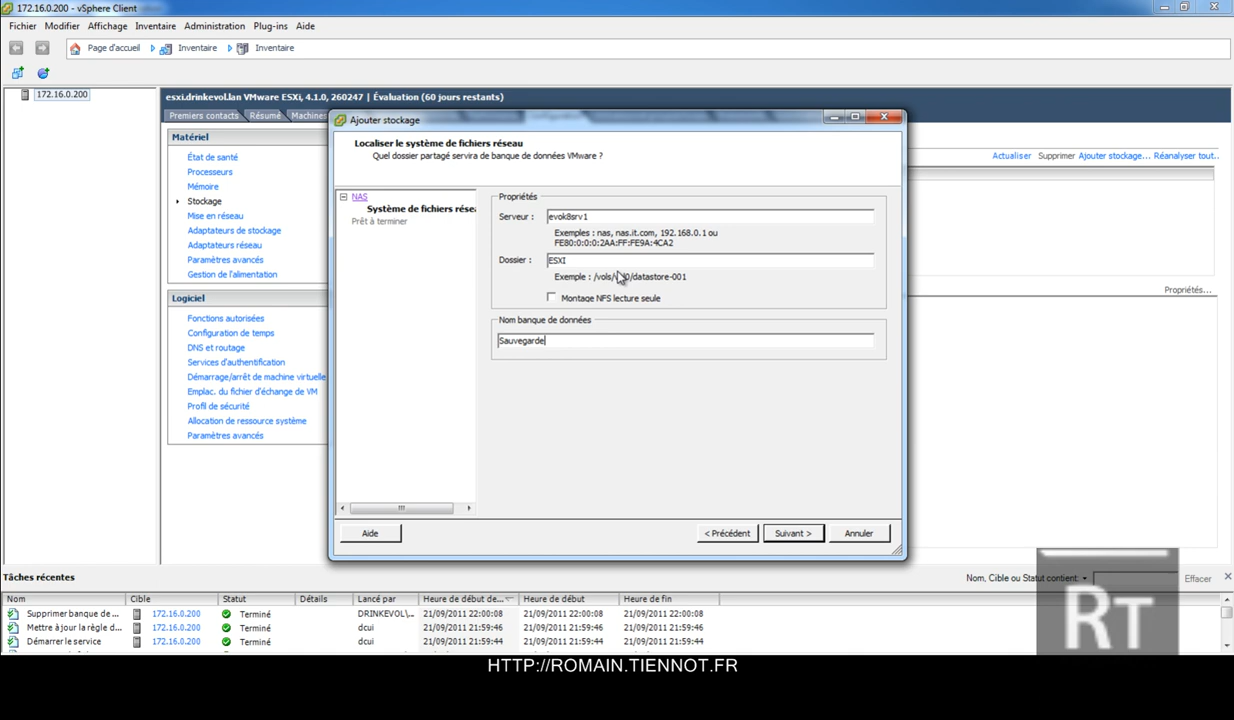 172.16.0.200 - vSphere Client
Fichier Modifier Affichage Inventaire Administration Plug-ins Aide
Page d'accueil Inventaire Inventaire
172.16.0.200
esxi.drinkevol.lan VMware ESXi, 4.1.0, 260247 | Évaluation (60 jours restants)
Premiers contacts Résumé Machines
Matériel
État de santé
Processeurs
Mémoire
Stockage
Mise en réseau
Adaptateurs de stockage
Adaptateurs réseau
Paramètres avancés
Gestion de l'alimentation
Logiciel
Fonctions autorisées
Configuration de temps
DNS et routage
Services d'authentification
Démarrage/arrêt de machine virtuelle
Emplac. du fichier d'échange de VM
Profil de sécurité
Allocation de ressource système
Paramètres avancés
Actualiser Supprimer Ajouter stockage... Réanalyser tout...
Propriétés...
Ajouter stockage
Localiser le système de fichiers réseau
Quel dossier partagé servira de banque de données VMware ?
NAS
Système de fichiers rése
Prêt à terminer
Propriétés
Serveur : evok8srv1
Exemples : nas, nas.it.com, 192.168.0.1 ou
FE80:0:0:0:2AA:FF:FE9A:4CA2
Dossier : ESXI
Exemple : /vols/vol0/datastore-001
Montage NFS lecture seule
Nom banque de données
Sauvegarde
Aide < Précédent Suivant > Annuler
Tâches récentes
Nom, Cible ou Statut contient: Effacer
Nom Cible Statut Détails Lancé par Heure de début de... Heure de début Heure de fin
Supprimer banque de ... 172.16.0.200 Terminé DRINKEVOL\... 21/09/2011 22:00:08 21/09/2011 22:00:08 21/09/2011 22:00:08
Mettre à jour la règle d... 172.16.0.200 Terminé dcui 21/09/2011 21:59:46 21/09/2011 21:59:46 21/09/2011 21:59:46
Démarrer le service 172.16.0.200 Terminé dcui 21/09/2011 21:59:44 21/09/2011 21:59:44 21/09/2011 21:59:44
RT
HTTP://ROMAIN.TIENNOT.FR